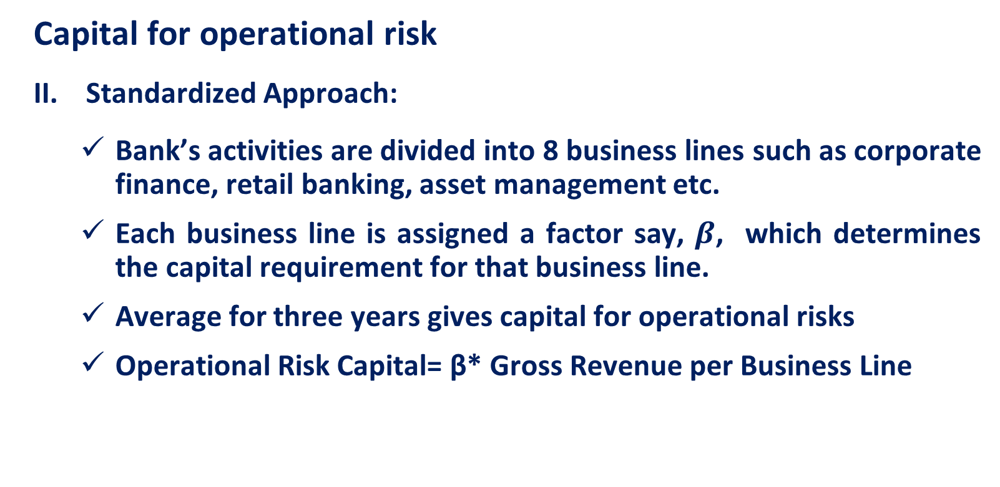 Capital for operational risk
II. Standardized Approach:
✓ Bank’s activities are divided into 8 business lines such as corporate
finance, retail banking, asset management etc.
✓ Each business line is assigned a factor say, 𝜷, which determines
the capital requirement for that business line.
✓ Average for three years gives capital for operational risks
✓ Operational Risk Capital= β* Gross Revenue per Business Line